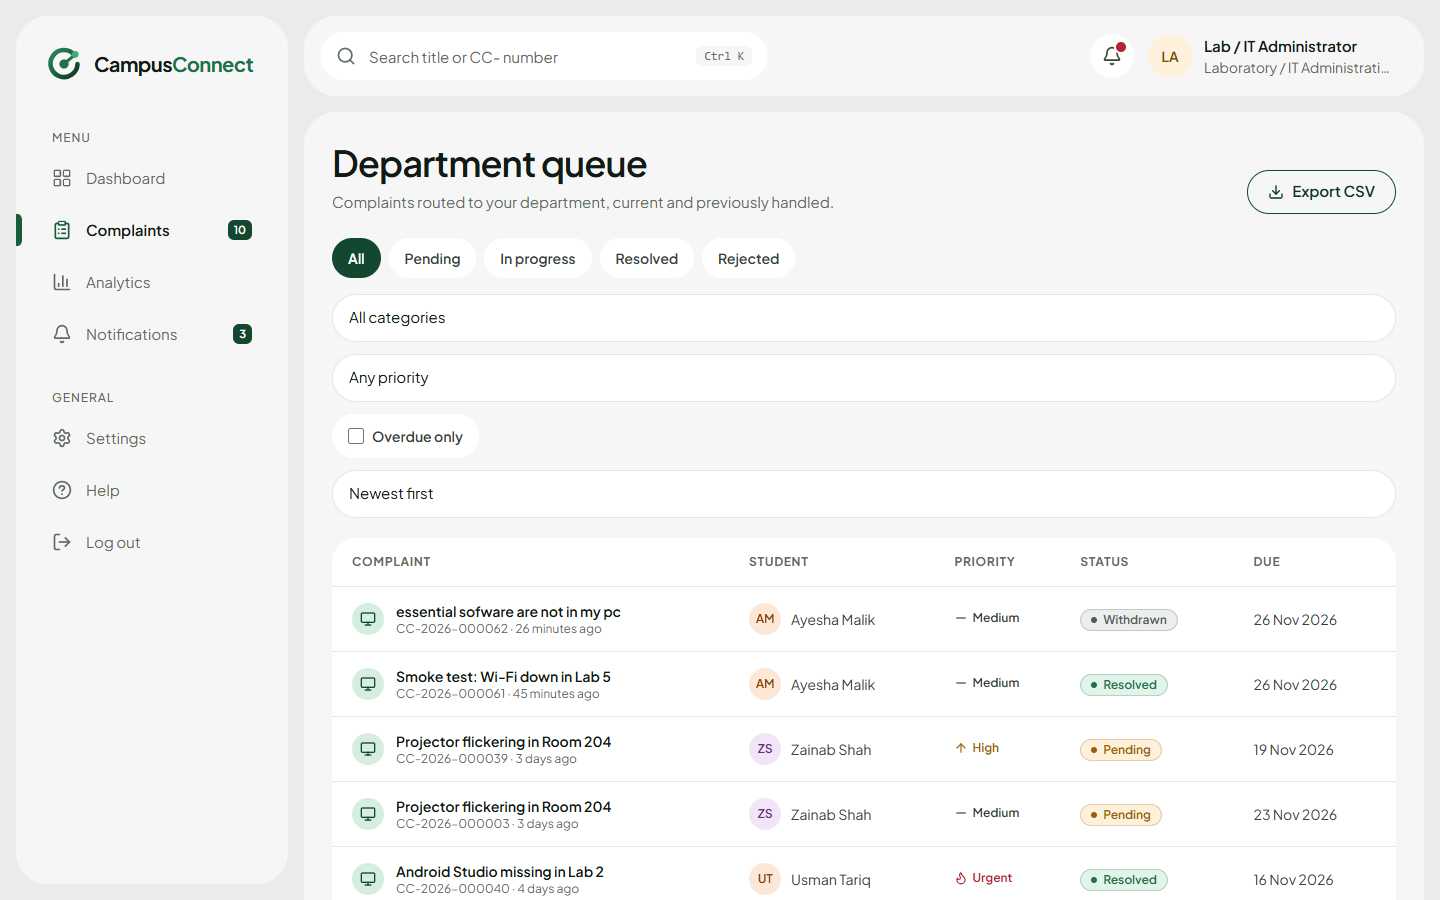 CampusConnect
MENU
Dashboard
Complaints 10
Analytics
Notifications 3
GENERAL
Settings
Help
Log out
Search title or CC- number Ctrl K
LA Lab / IT Administrator
Laboratory / IT Administrati...
Department queue
Complaints routed to your department, current and previously handled.
Export CSV
All Pending In progress Resolved Rejected
All categories
Any priority
Overdue only
Newest first
COMPLAINT STUDENT PRIORITY STATUS DUE
essential sofware are not in my pc
CC-2026-000062 · 26 minutes ago
AM Ayesha Malik Medium Withdrawn 26 Nov 2026
Smoke test: Wi-Fi down in Lab 5
CC-2026-000061 · 45 minutes ago
AM Ayesha Malik Medium Resolved 26 Nov 2026
Projector flickering in Room 204
CC-2026-000039 · 3 days ago
ZS Zainab Shah High Pending 19 Nov 2026
Projector flickering in Room 204
CC-2026-000003 · 3 days ago
ZS Zainab Shah Medium Pending 23 Nov 2026
Android Studio missing in Lab 2
CC-2026-000040 · 4 days ago
UT Usman Tariq Urgent Resolved 16 Nov 2026